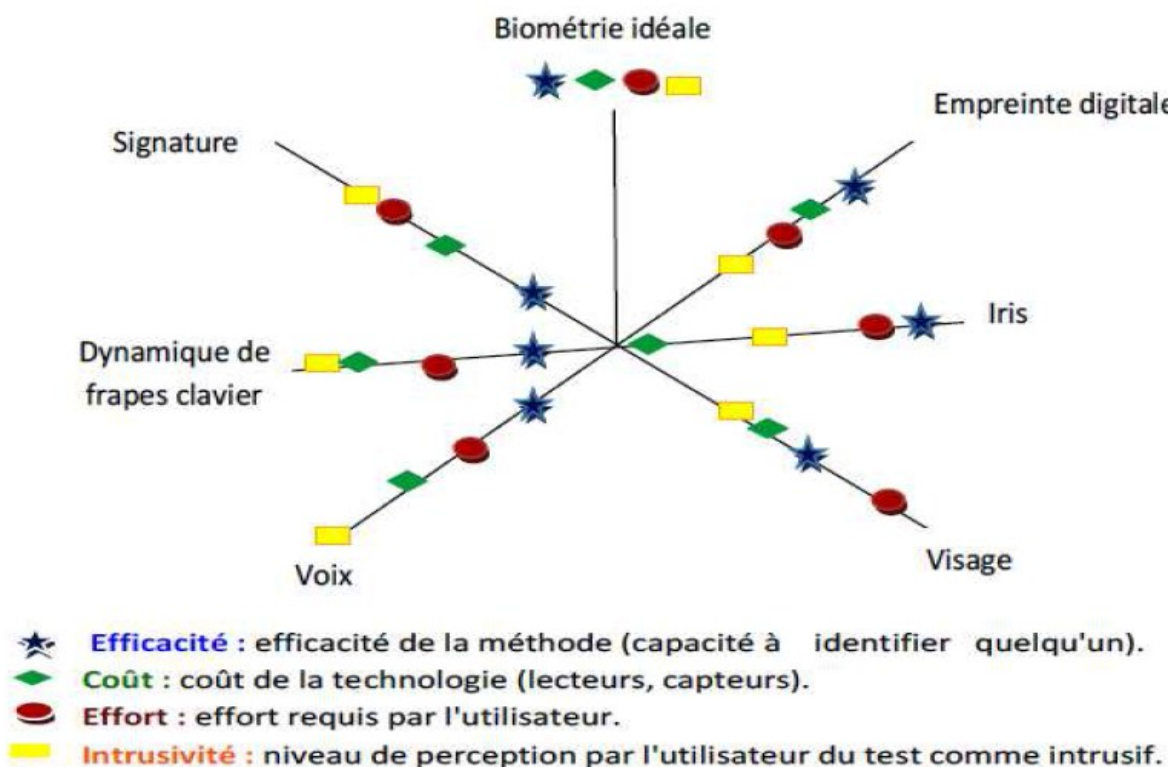 Biométrie idéale
Empreinte digitale
Signature
Iris
Dynamique de
frapes clavier
Visage
Voix
Efficacité : efficacité de la méthode (capacité à identifier quelqu'un).
Coût : coût de la technologie (lecteurs, capteurs).
Effort : effort requis par l'utilisateur.
Intrusivité : niveau de perception par l'utilisateur du test comme intrusif.